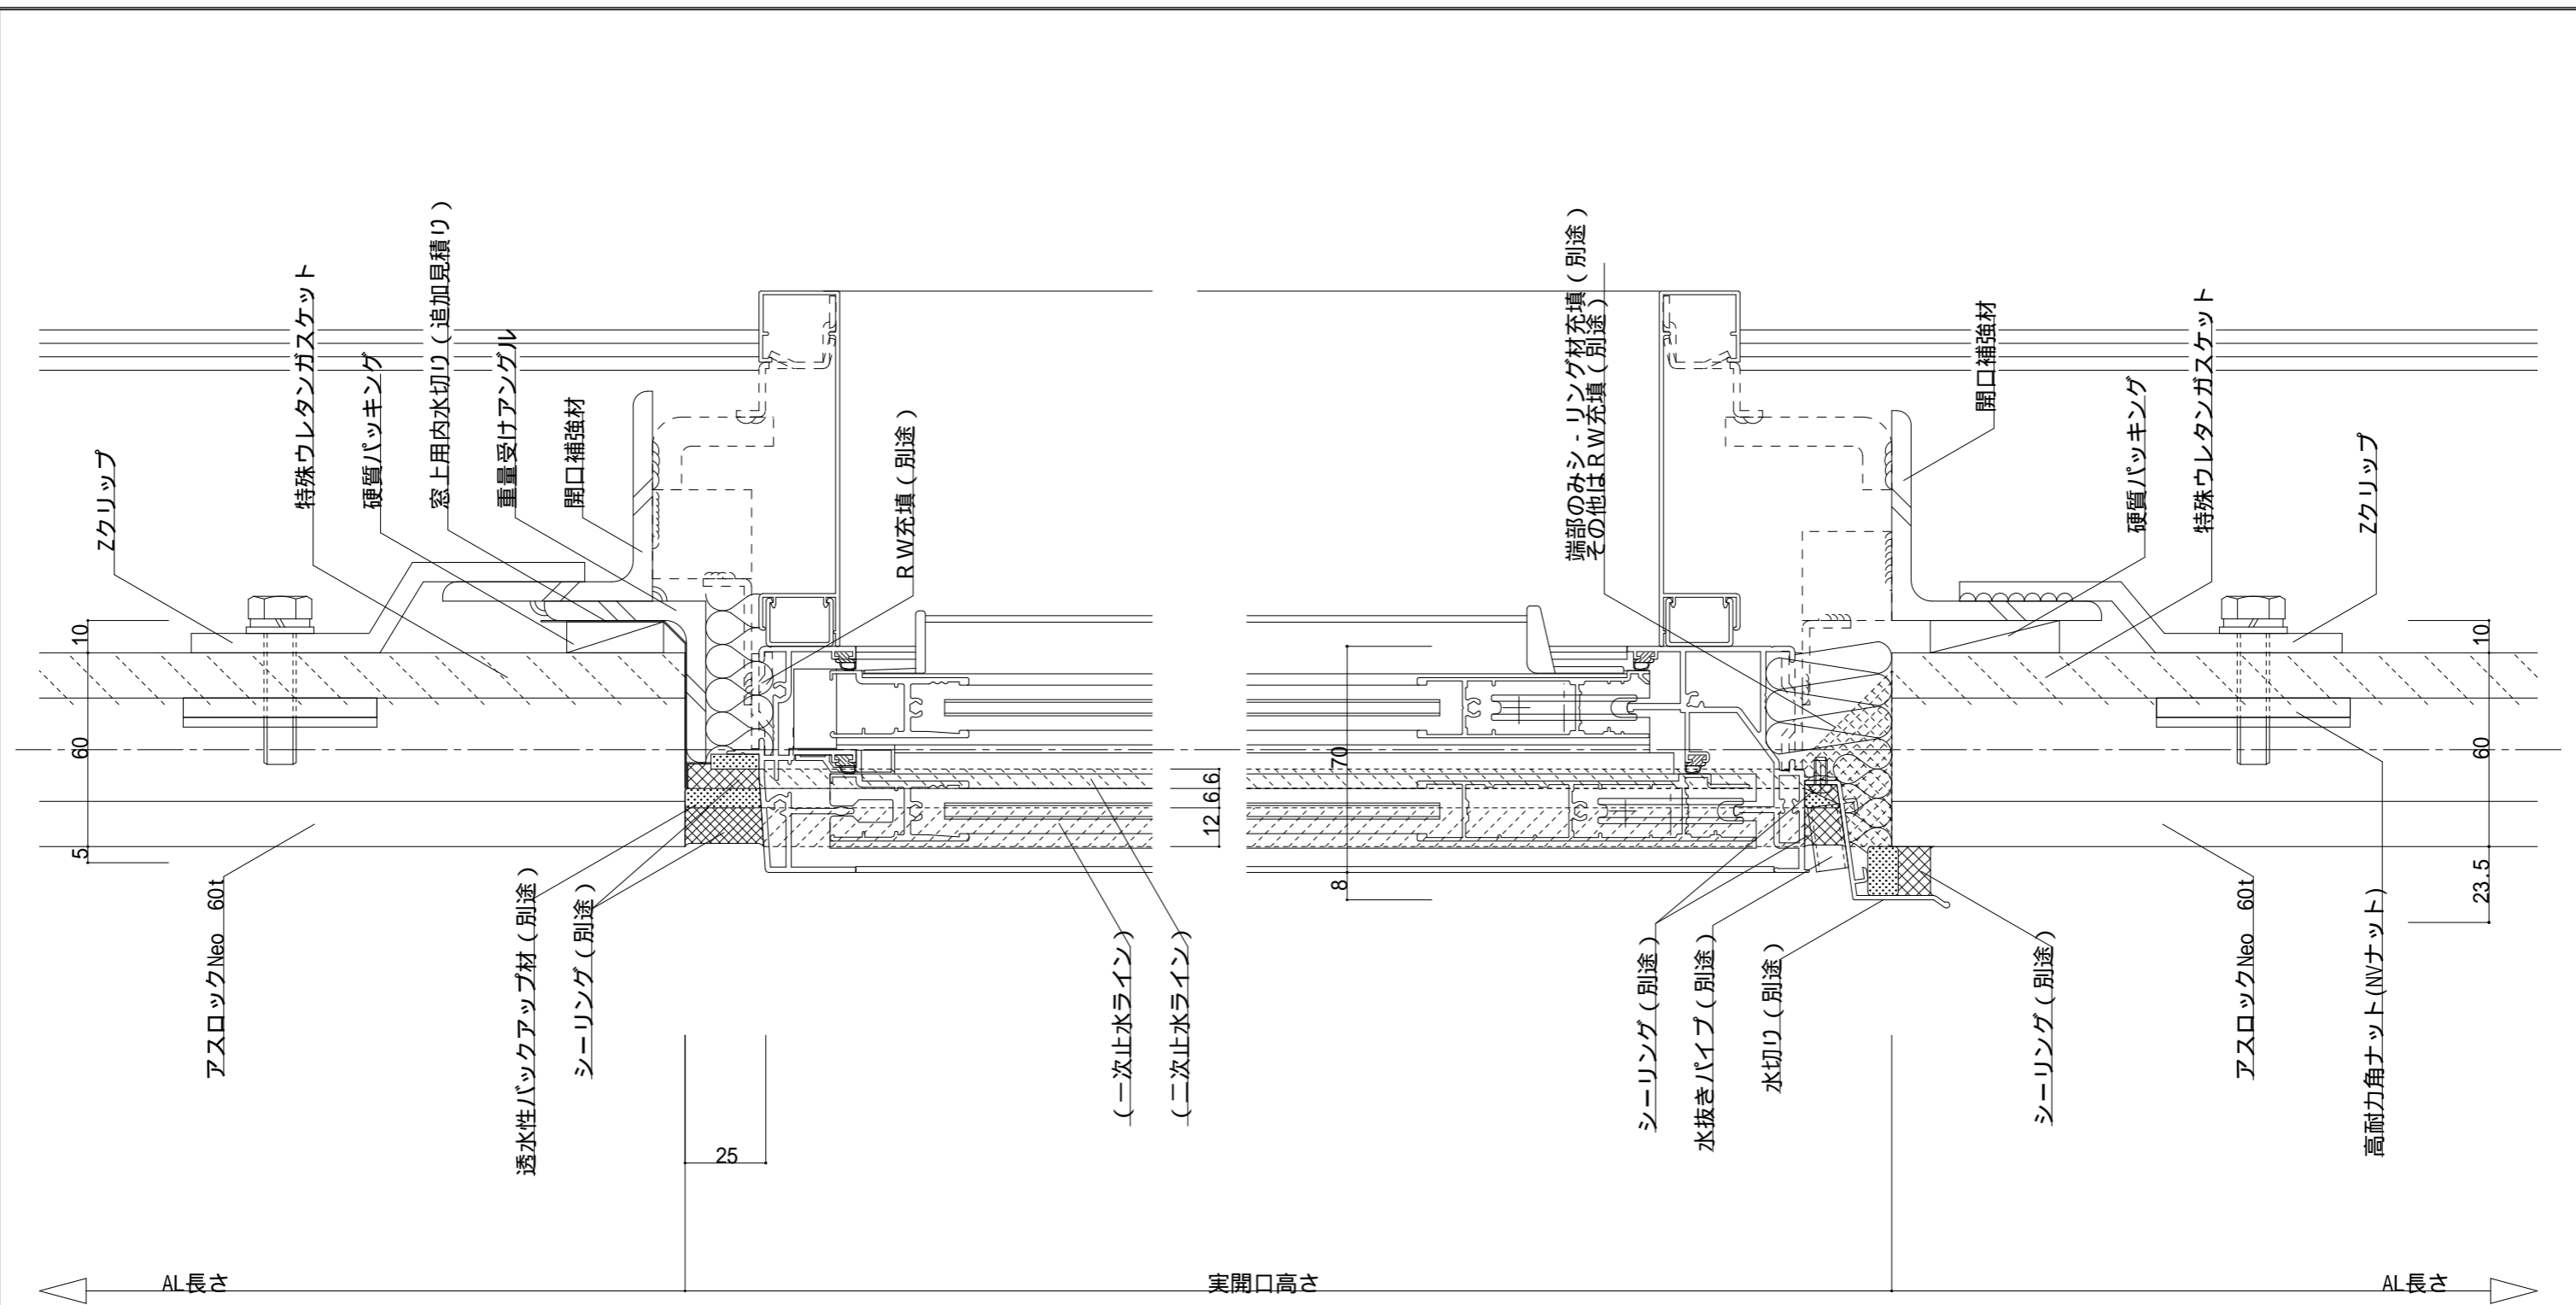 Zクリップ
特殊ウレタンガスケット
硬質パッキング
窓上用内水切り(追加見積り)
重量受けアングル
開口補強材
RW充填(別途)
端部のみシ-リング材充填(別途)
その他はRW充填(別途)
開口補強材
硬質パッキング
特殊ウレタンガスケット
Zクリップ
10
60
5
70
8
6
6
12
10
60
23.5
アスロックNeo 60t
透水性バックアップ材(別途)
シーリング(別途)
(一次止水ライン)
(二次止水ライン)
シーリング(別途)
水抜きパイプ(別途)
水切り(別途)
シーリング(別途)
アスロックNeo 60t
高耐力角ナット(NVナット)
25
AL長さ
実開口高さ
AL長さ